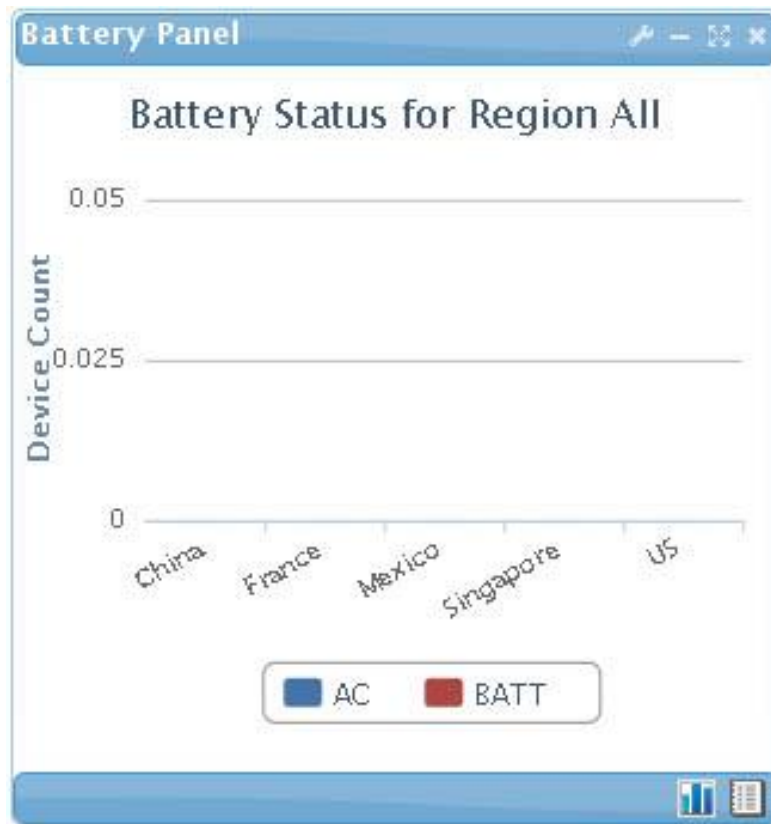 Battery Panel
Battery Status for Region All
0.05
Device Count
0.025
0
China France Mexico Singapore US
AC BATT